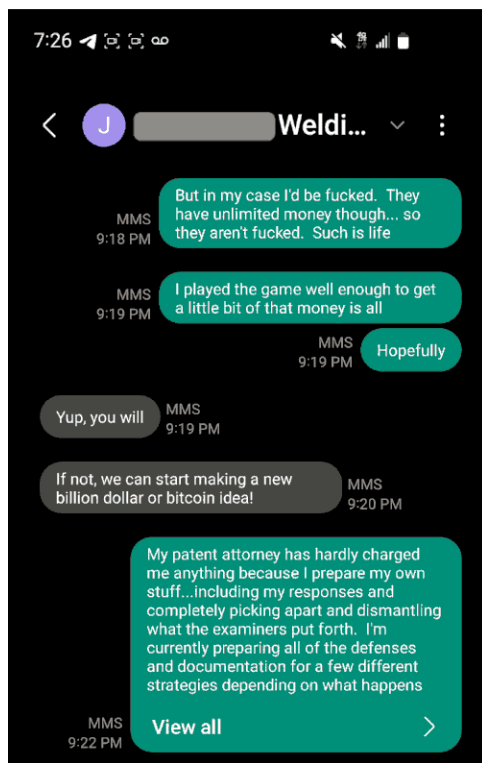 7:26
J Weldi...
But in my case I'd be fucked.  They
have unlimited money though... so
they aren't fucked.  Such is life
MMS
9:18 PM
I played the game well enough to get
a little bit of that money is all
MMS
9:19 PM
Hopefully
MMS
9:19 PM
Yup, you will
MMS
9:19 PM
If not, we can start making a new
billion dollar or bitcoin idea!
MMS
9:20 PM
My patent attorney has hardly charged
me anything because I prepare my own
stuff...including my responses and
completely picking apart and dismantling
what the examiners put forth.  I'm
currently preparing all of the defenses
and documentation for a few different
strategies depending on what happens
View all
MMS
9:22 PM